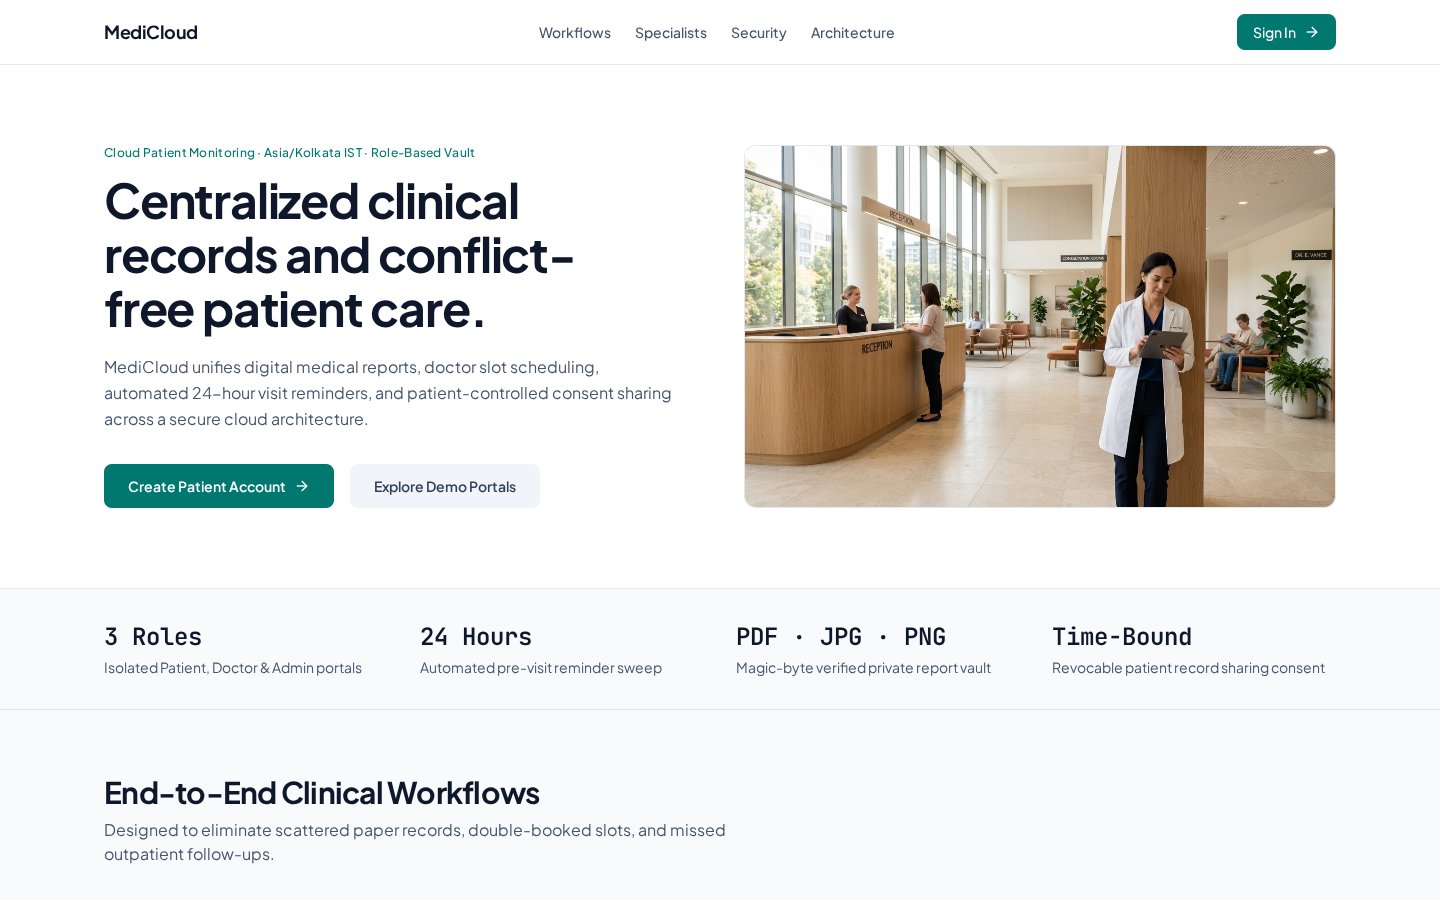 MediCloud
Workflows
Specialists
Security
Architecture
Sign In
Cloud Patient Monitoring · Asia/Kolkata IST · Role-Based Vault
Centralized clinical
records and conflict-
free patient care.
MediCloud unifies digital medical reports, doctor slot scheduling,
automated 24-hour visit reminders, and patient-controlled consent sharing
across a secure cloud architecture.
Create Patient Account
Explore Demo Portals
RECEPTION
CONSULTATION ROOMS
DR. E. VANCE
RECEPTION
3 Roles
Isolated Patient, Doctor & Admin portals
24 Hours
Automated pre-visit reminder sweep
PDF · JPG · PNG
Magic-byte verified private report vault
Time-Bound
Revocable patient record sharing consent
End-to-End Clinical Workflows
Designed to eliminate scattered paper records, double-booked slots, and missed
outpatient follow-ups.